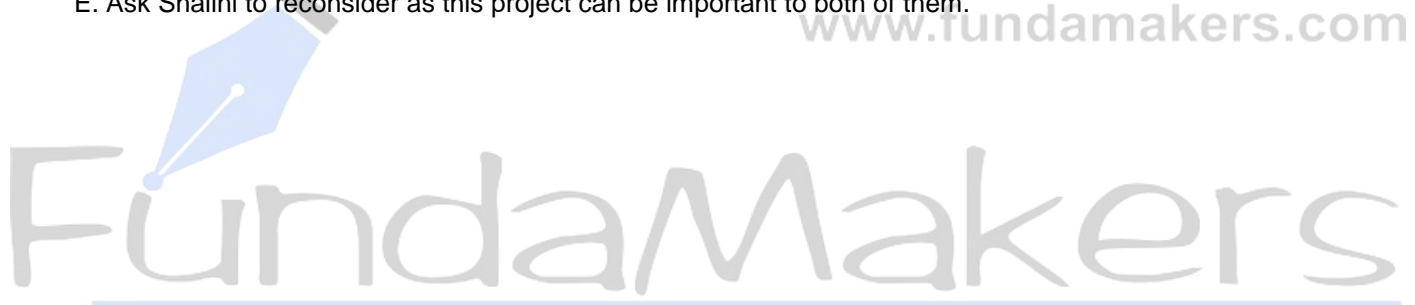 E. Ask Shalini to reconsider as this project can be important to both of them.
www.fundamakers.com
FundaMakers